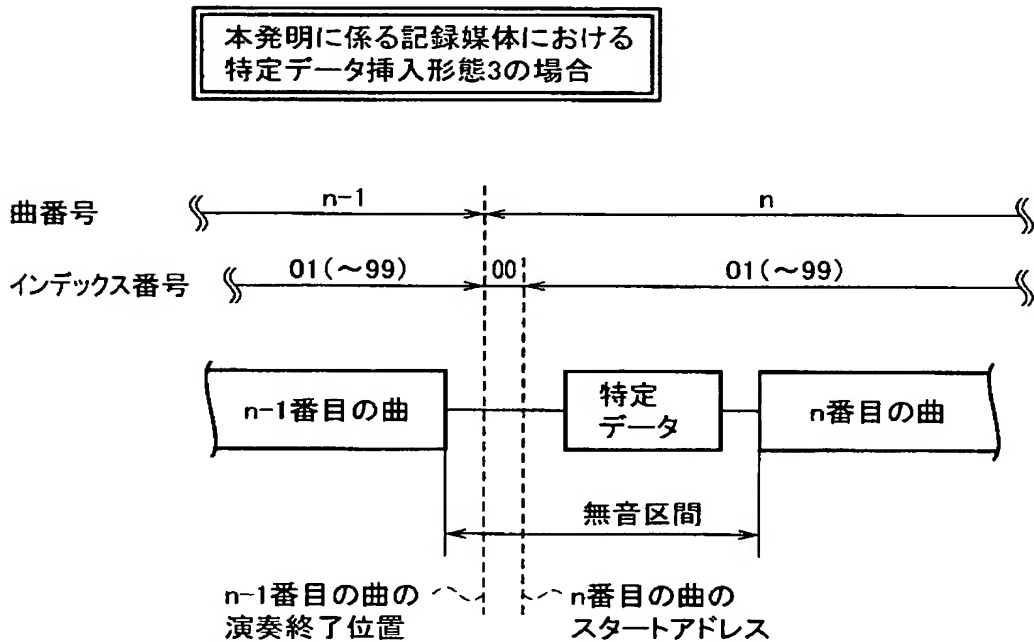 本発明に係る記録媒体における
特定データ挿入形態3の場合
曲番号
n-1
n
インデックス番号
01(~99)
00
01(~99)
n-1番目の曲
特定
データ
n番目の曲
無音区間
n-1番目の曲の
演奏終了位置
n番目の曲の
スタートアドレス